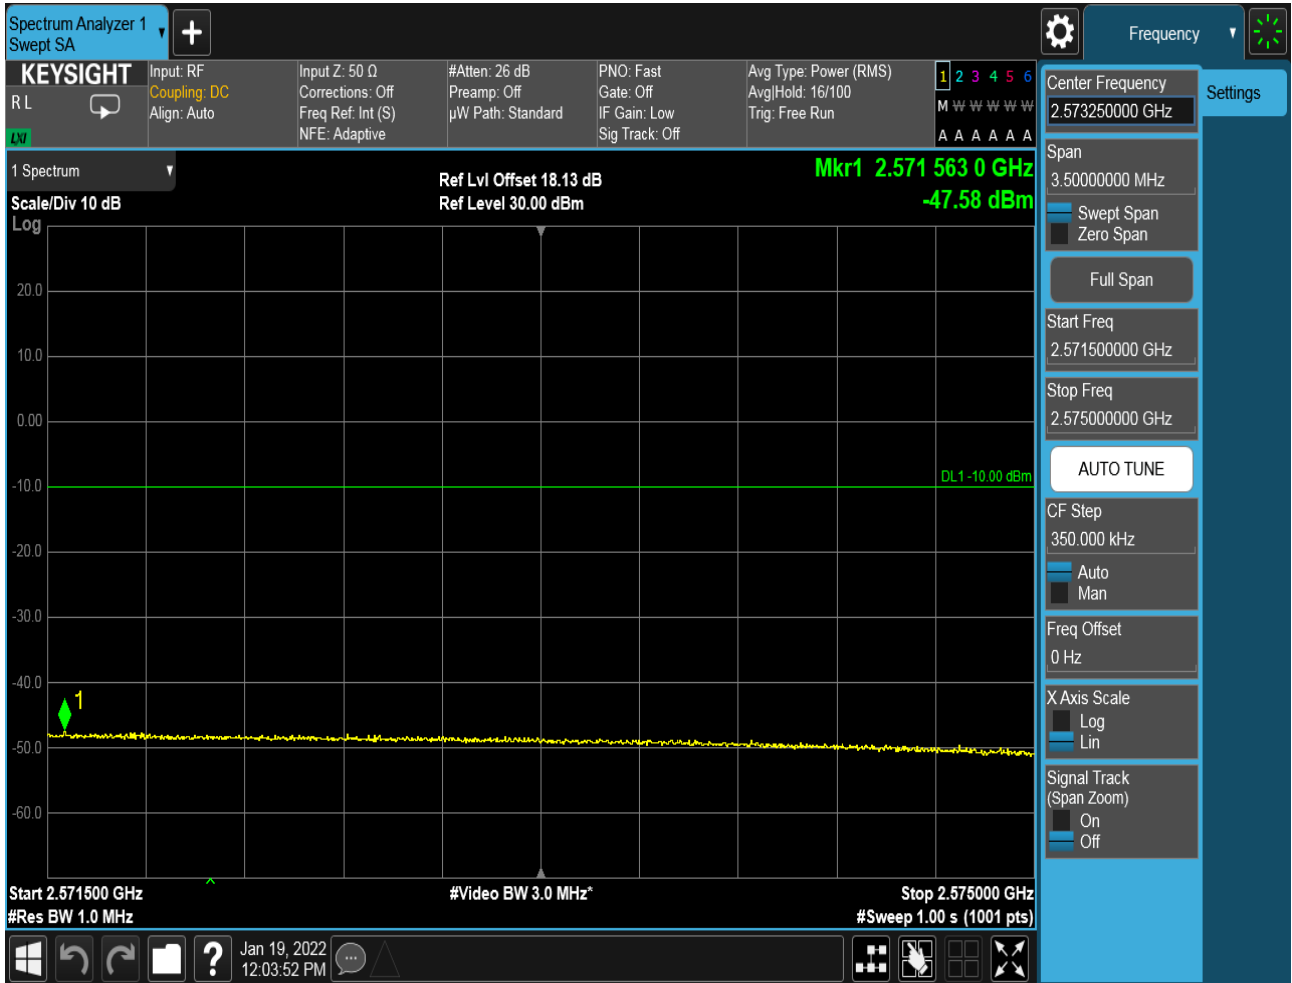 Spectrum Analyzer 1
Swept SA
Frequency
KEYSIGHT
R L
LXI
Input: RF
Coupling: DC
Align: Auto
Input Z: 50 Ω
Corrections: Off
Freq Ref: Int (S)
NFE: Adaptive
#Atten: 26 dB
Preamp: Off
µW Path: Standard
PNO: Fast
Gate: Off
IF Gain: Low
Sig Track: Off
Avg Type: Power (RMS)
Avg|Hold: 16/100
Trig: Free Run
1 2 3 4 5 6
M W W W W W
A A A A A A
1 Spectrum
Scale/Div 10 dB
Log
Ref Lvl Offset 18.13 dB
Ref Level 30.00 dBm
Mkr1 2.571 563 0 GHz
-47.58 dBm
20.0
10.0
0.00
-10.0
-20.0
-30.0
-40.0
-50.0
-60.0
DL1 -10.00 dBm
1
Start 2.571500 GHz
#Res BW 1.0 MHz
#Video BW 3.0 MHz*
Stop 2.575000 GHz
#Sweep 1.00 s (1001 pts)
?
Jan 19, 2022
12:03:52 PM
Center Frequency
2.573250000 GHz
Settings
Span
3.50000000 MHz
Swept Span
Zero Span
Full Span
Start Freq
2.571500000 GHz
Stop Freq
2.575000000 GHz
AUTO TUNE
CF Step
350.000 kHz
Auto
Man
Freq Offset
0 Hz
X Axis Scale
Log
Lin
Signal Track
(Span Zoom)
On
Off